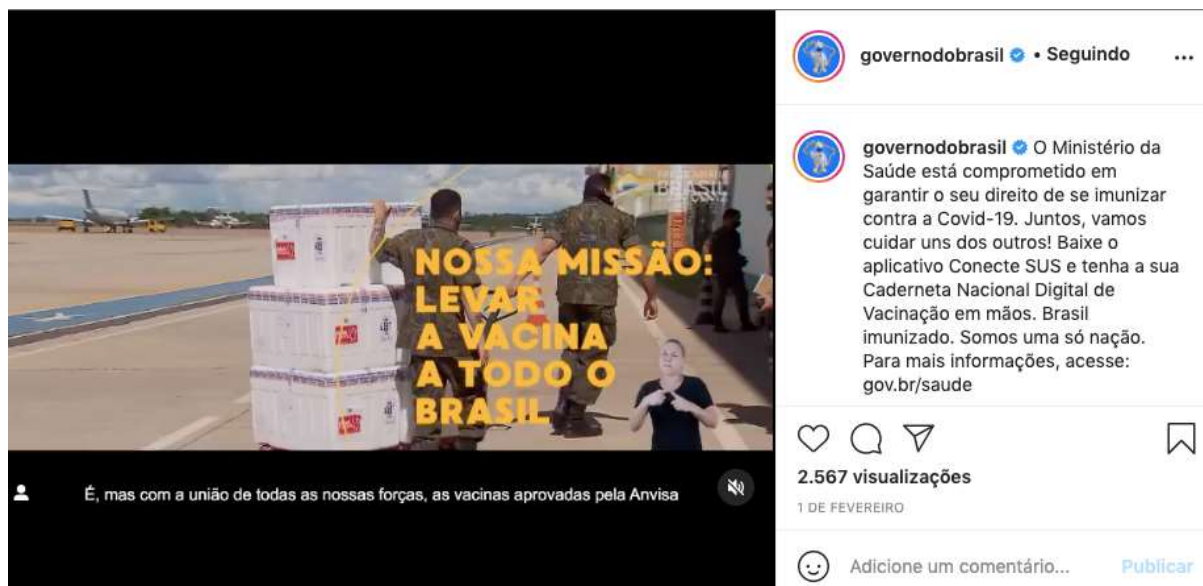 NOSSA MISSÃO:
LEVAR
A VACINA
A TODO O
BRASIL
É, mas com a união de todas as nossas forças, as vacinas aprovadas pela Anvisa
governodobrasil • Seguindo
governodobrasil O Ministério da
Saúde está comprometido em
garantir o seu direito de se imunizar
contra a Covid-19. Juntos, vamos
cuidar uns dos outros! Baixe o
aplicativo Conecte SUS e tenha a sua
Caderneta Nacional Digital de
Vacinação em mãos. Brasil
imunizado. Somos uma só nação.
Para mais informações, acesse:
gov.br/saude
2.567 visualizações
1 DE FEVEREIRO
Adicione um comentário...
Publicar